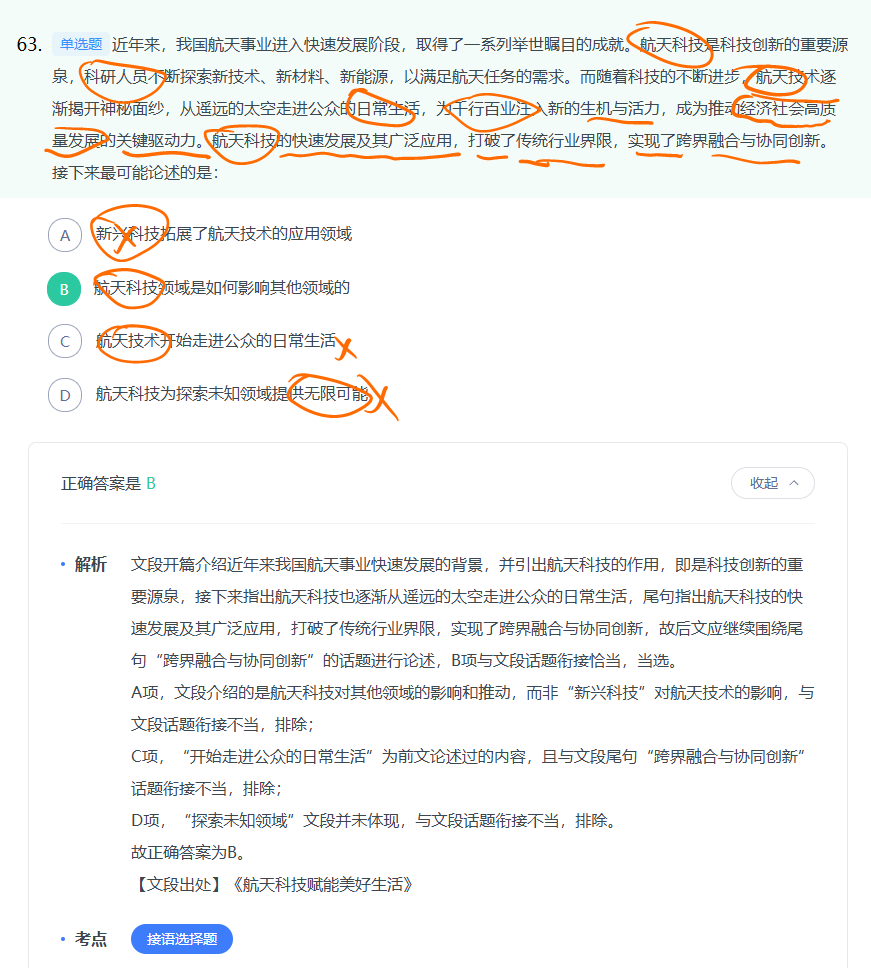 63. 单选题 近年来，我国航天事业进入快速发展阶段，取得了一系列举世瞩目的成就。航天科技是科技创新的重要源
泉，科研人员不断探索新技术、新材料、新能源，以满足航天任务的需求。而随着科技的不断进步，航天技术逐
渐揭开神秘面纱，从遥远的太空走进公众的日常生活，为千行百业注入新的生机与活力，成为推动经济社会高质
量发展的关键驱动力。航天科技的快速发展及其广泛应用，打破了传统行业界限，实现了跨界融合与协同创新。
接下来最可能论述的是：
A 新兴科技拓展了航天技术的应用领域
B 航天科技领域是如何影响其他领域的
C 航天技术开始走进公众的日常生活
D 航天科技为探索未知领域提供无限可能
正确答案是 B 收起
解析 文段开篇介绍近年来我国航天事业快速发展的背景，并引出航天科技的作用，即是科技创新的重
要源泉，接下来指出航天科技也逐渐从遥远的太空走进公众的日常生活，尾句指出航天科技的快
速发展及其广泛应用，打破了传统行业界限，实现了跨界融合与协同创新，故后文应继续围绕尾
句“跨界融合与协同创新”的话题进行论述，B项与文段话题衔接恰当，当选。
A项，文段介绍的是航天科技对其他领域的影响和推动，而非“新兴科技”对航天技术的影响，与
文段话题衔接不当，排除；
C项，“开始走进公众的日常生活”为前文论述过的内容，且与文段尾句“跨界融合与协同创新”
话题衔接不当，排除；
D项，“探索未知领域”文段并未体现，与文段话题衔接不当，排除。
故正确答案为B。
【文段出处】《航天科技赋能美好生活》
考点 接语选择题